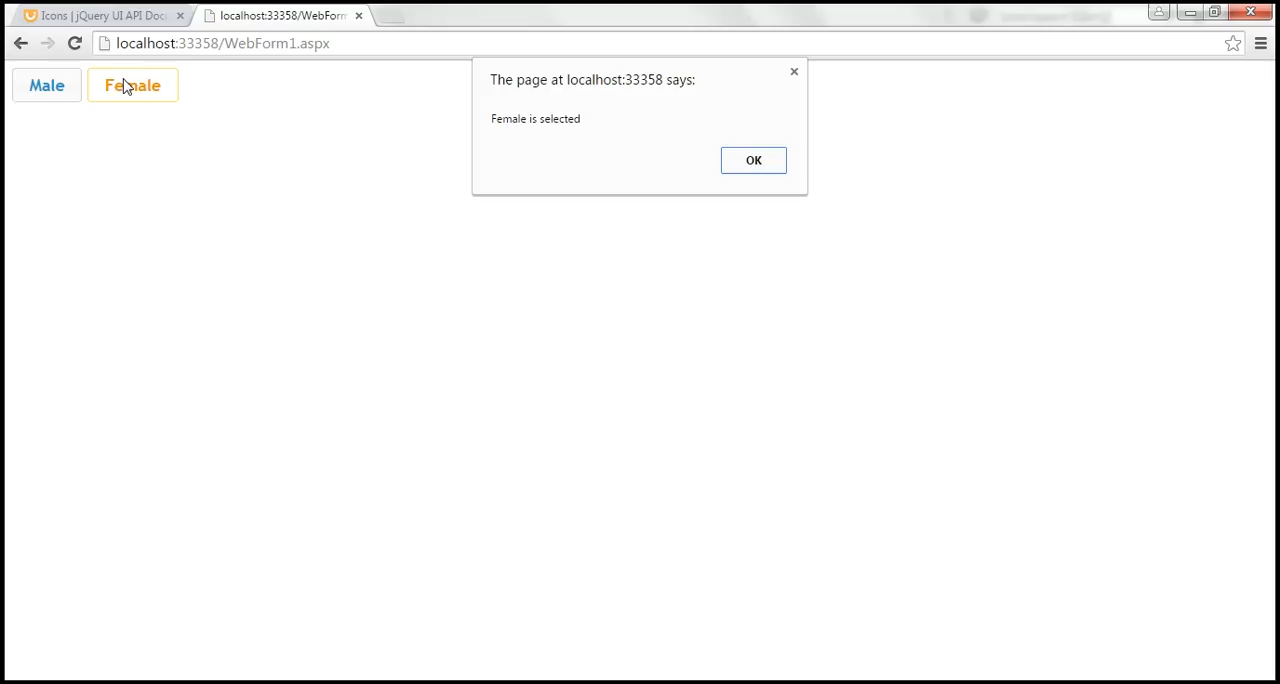 Icons | jQuery UI API Doc
localhost:33358/WebForm
localhost:33358/WebForm1.aspx
Male
Female
The page at localhost:33358 says:
Female is selected
OK